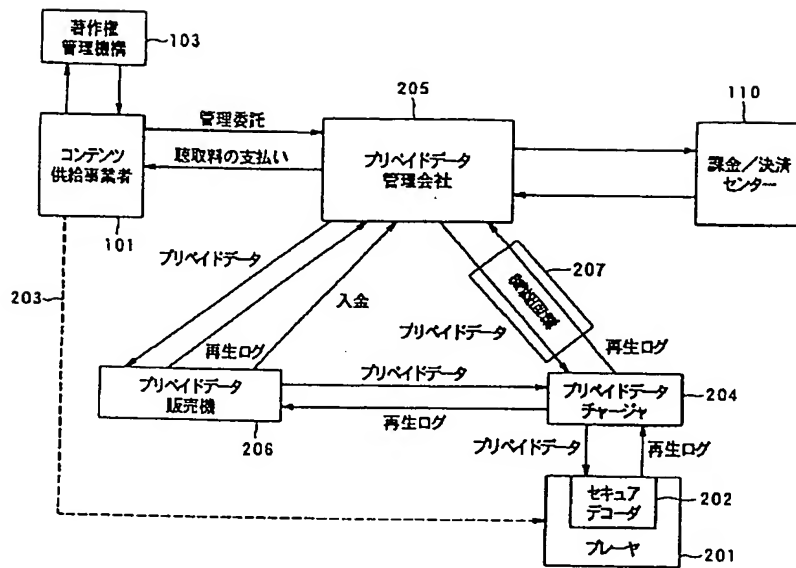 著作権
管理機構
103
205
110
管理委託
コンテンツ
供給事業者
聴取料の支払い
プリペイドデータ
管理会社
課金／決済
センター
101
プリペイドデータ
207
203
入金
プリペイドデータ
再生ログ
再生ログ
プリペイドデータ
販売機
プリペイドデータ
プリペイドデータ
チャージャ
204
再生ログ
206
プリペイドデータ
再生ログ
セキュア
デコーダ
202
プレーヤ
201